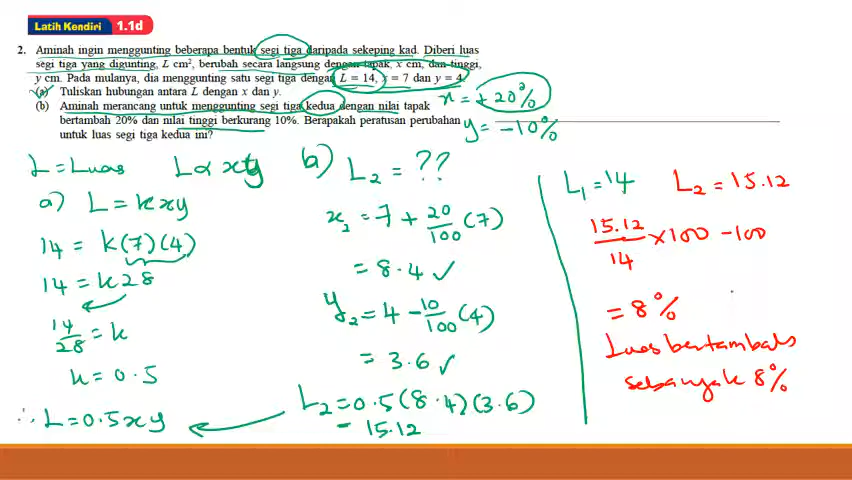 Latih Kendiri 1.1d
2. Aminah ingin menggunting beberapa bentuk segi tiga daripada sekeping kad. Diberi luas
segi tiga yang digunting, L cm², berubah secara langsung dengan tapak, x cm, dan tinggi,
y cm. Pada mulanya, dia menggunting satu segi tiga dengan L = 14, x = 7 dan y = 4.
(a) Tuliskan hubungan antara L dengan x dan y.
(b) Aminah merancang untuk menggunting segi tiga kedua dengan nilai tapak
bertambah 20% dan nilai tinggi berkurang 10%. Berapakah peratusan perubahan
untuk luas segi tiga kedua ini?
x = +20%
y = -10%
L = Luas L∝ xy
a) L = kxy
14 = k(7)(4)
14 = k28
14/28 = k
k = 0.5
∴ L = 0.5xy
b) L₂ = ??
x₂ = 7 + 20/100 (7)
= 8.4 ✓
y₂ = 4 - 10/100 (4)
= 3.6 ✓
L₂ = 0.5(8.4)(3.6)
= 15.12
L₁ = 14 L₂ = 15.12
15.12/14 × 100 - 100
= 8%
Luas bertambah
sebanyak 8%